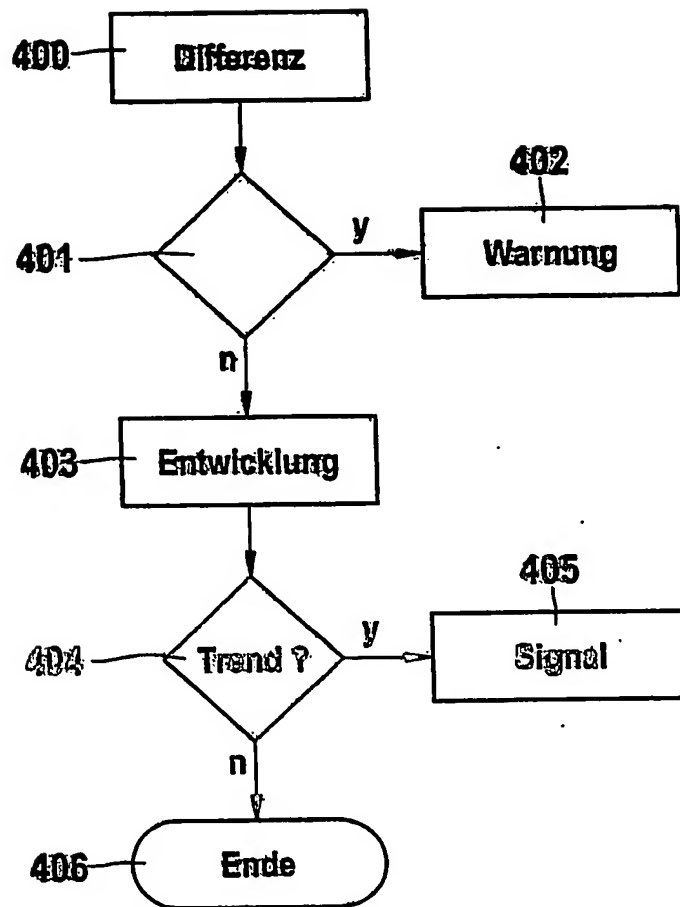 400 Differenz
402
401 y Warnung
n
403 Entwicklung
405
404 Trend ? y Signal
n
406 Ende